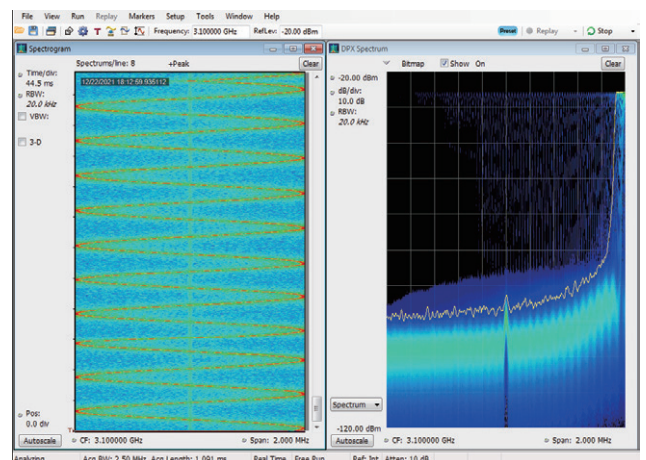 File View Run Replay Markers Setup Tools Window Help
T Frequency: 3.100000 GHz RefLev: -20.00 dBm Preset Replay Stop
Spectrogram
Spectrums/line: 8 +Peak Clear
Time/div:
44.5 ms
RBW:
20.0 kHz
VBW:
3-D
12/22/2021 18:12:59.936112
Pos:
0.0 div
Autoscale CF: 3.100000 GHz Span: 2.000 MHz
DPX Spectrum
Bitmap Show On Clear
-20.00 dBm
dB/div:
10.0 dB
RBW:
20.0 kHz
Spectrum
-120.00 dBm
Autoscale CF: 3.100000 GHz Span: 2.000 MHz
Analyzing Acq BW: 2.50 MHz, Acq Length: 1.091 ms Real Time Free Run Ref: Int Atten: 10 dB